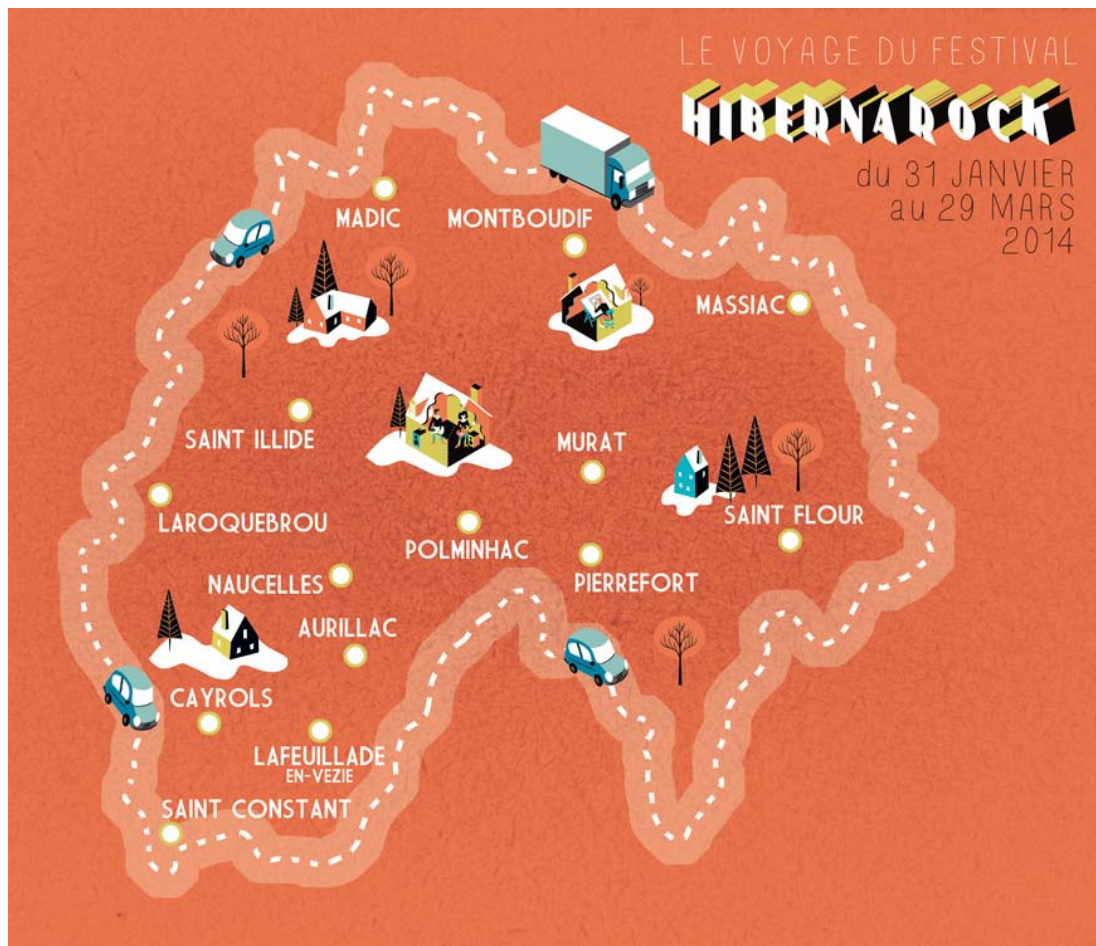 LE VOYAGE DU FESTIVAL
HIBERNAROCK
du 31 JANVIER
au 29 MARS
2014
MADIC
MONTBOUDIF
MASSIAC
SAINT ILLIDE
MURAT
LAROQUEBROU
SAINT FLOUR
POLMINHAC
NAUCELLES
PIERREFORT
AURILLAC
CAYROLS
LAFEUILLADE
EN-VEZIE
SAINT CONSTANT